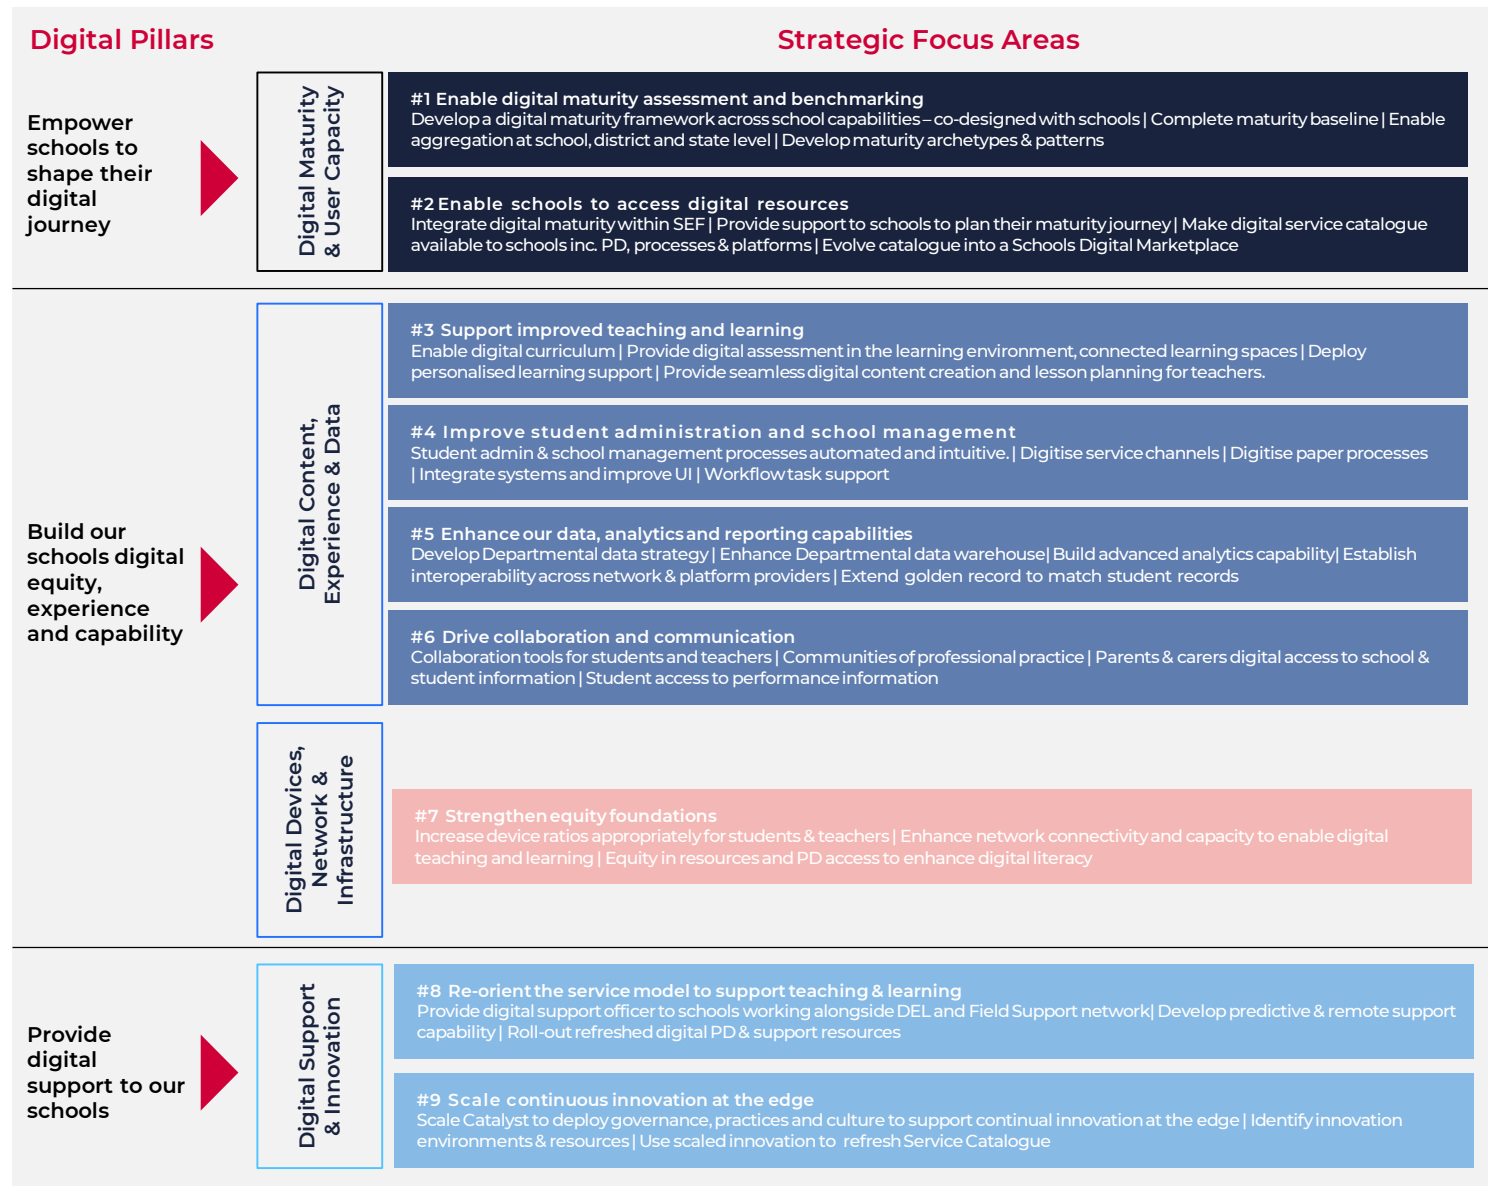 Digital Pillars
Strategic Focus Areas
Empower
schools to
shape their
digital
journey
Digital Maturity
& User Capacity
#1 Enable digital maturity assessment and benchmarking
Develop a digital maturity framework across school capabilities – co-designed with schools | Complete maturity baseline | Enable
aggregation at school, district and state level | Develop maturity archetypes & patterns
#2 Enable schools to access digital resources
Integrate digital maturity within SEF | Provide support to schools to plan their maturity journey | Make digital service catalogue
available to schools inc. PD, processes & platforms | Evolve catalogue into a Schools Digital Marketplace
Build our
schools digital
equity,
experience
and capability
Digital Content,
Experience & Data
#3 Support improved teaching and learning
Enable digital curriculum | Provide digital assessment in the learning environment, connected learning spaces | Deploy
personalised learning support | Provide seamless digital content creation and lesson planning for teachers.
#4 Improve student administration and school management
Student admin & school management processes automated and intuitive. | Digitise service channels | Digitise paper processes
| Integrate systems and improve UI | Workflow task support
#5 Enhance our data, analytics and reporting capabilities
Develop Departmental data strategy | Enhance Departmental data warehouse| Build advanced analytics capability| Establish
interoperability across network & platform providers | Extend golden record to match student records
#6 Drive collaboration and communication
Collaboration tools for students and teachers | Communities of professional practice | Parents & carers digital access to school &
student information | Student access to performance information
Digital Devices,
Network &
Infrastructure
#7 Strengthen equity foundations
Increase device ratios appropriately for students & teachers | Enhance network connectivity and capacity to enable digital
teaching and learning | Equity in resources and PD access to enhance digital literacy
Provide
digital
support to our
schools
Digital Support
& Innovation
#8 Re-orient the service model to support teaching & learning
Provide digital support officer to schools working alongside DEL and Field Support network| Develop predictive & remote support
capability | Roll-out refreshed digital PD & support resources
#9 Scale continuous innovation at the edge
Scale Catalyst to deploy governance, practices and culture to support continual innovation at the edge | Identify innovation
environments & resources | Use scaled innovation to refresh Service Catalogue